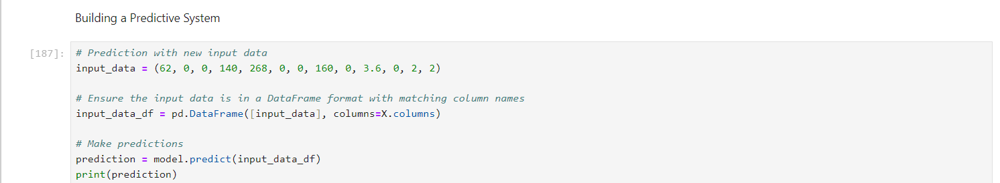 Building a Predictive System
[187]:
# Prediction with new input data
input_data = (62, 0, 0, 140, 268, 0, 0, 160, 0, 3.6, 0, 2, 2)
# Ensure the input data is in a DataFrame format with matching column names
input_data_df = pd.DataFrame([input_data], columns=X.columns)
# Make predictions
prediction = model.predict(input_data_df)
print(prediction)